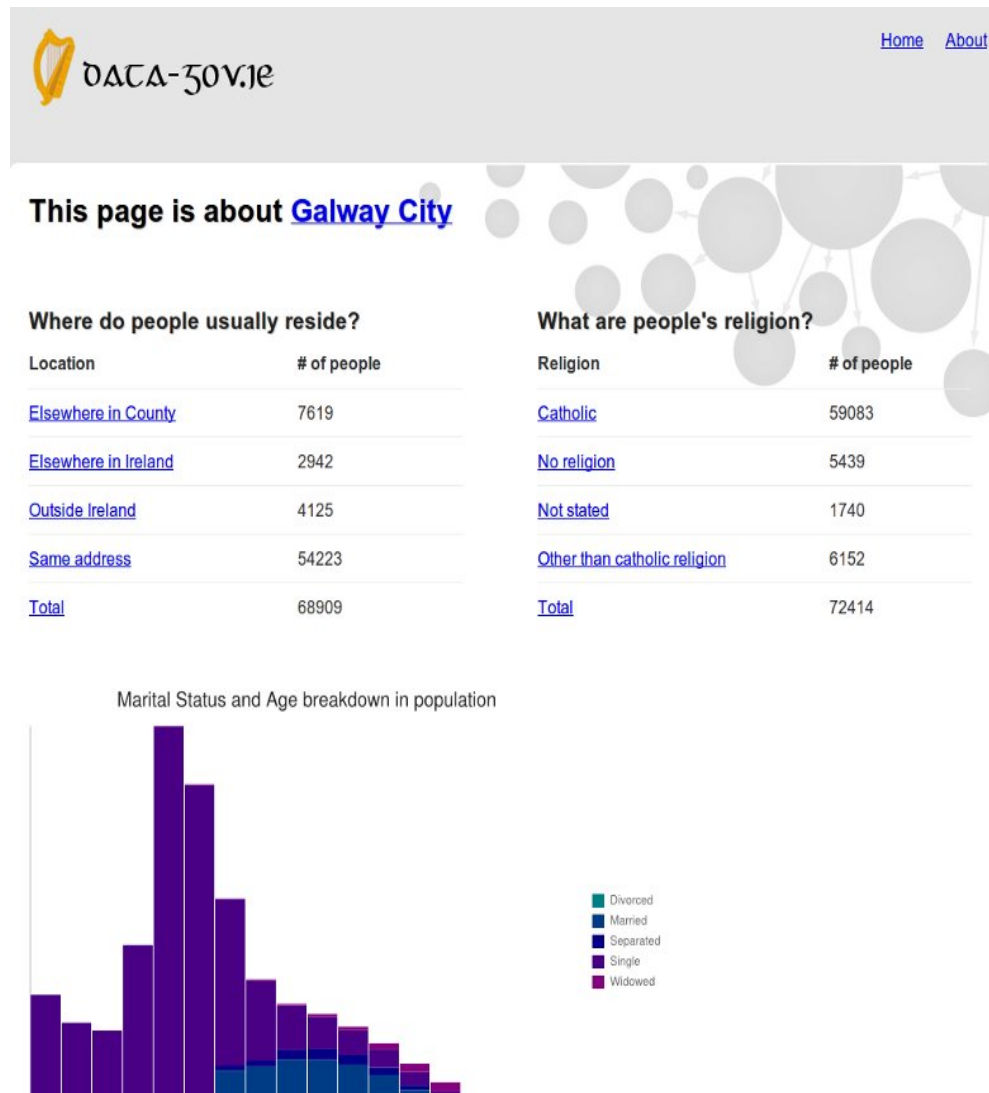 Home About
data-gov.ie
This page is about Galway City
Where do people usually reside?
Location # of people
Elsewhere in County 7619
Elsewhere in Ireland 2942
Outside Ireland 4125
Same address 54223
Total 68909
What are people's religion?
Religion # of people
Catholic 59083
No religion 5439
Not stated 1740
Other than catholic religion 6152
Total 72414
Marital Status and Age breakdown in population
Divorced
Married
Separated
Single
Widowed